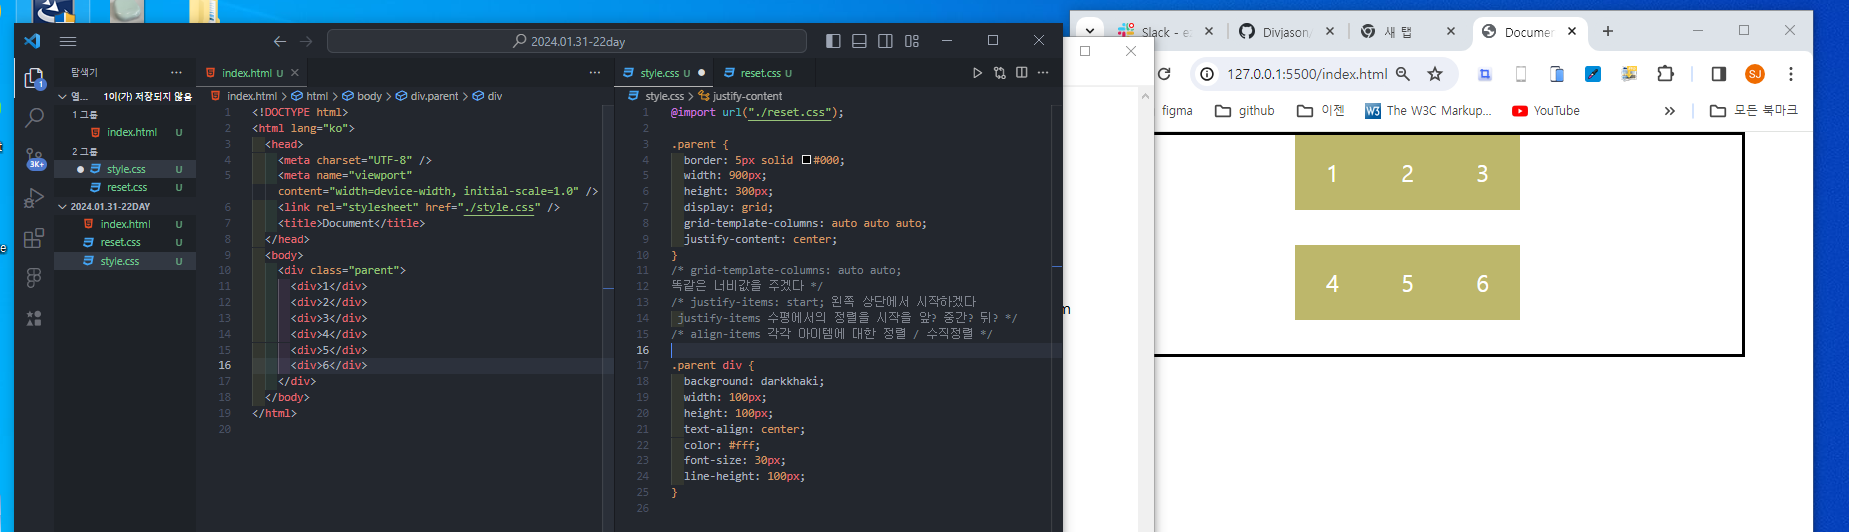 2024.01.31-22day
탐색기
열... 1이(가) 저장되지 않음
1 그룹
index.html U
2 그룹
style.css U
reset.css U
2024.01.31-22DAY
index.html U
reset.css U
style.css U
1
3K+
index.html U
index.html > html > body > div.parent > div
1 <!DOCTYPE html>
2 <html lang="ko">
3 <head>
4 <meta charset="UTF-8" />
5 <meta name="viewport"
content="width=device-width, initial-scale=1.0" />
6 <link rel="stylesheet" href="./style.css" />
7 <title>Document</title>
8 </head>
9 <body>
10 <div class="parent">
11 <div>1</div>
12 <div>2</div>
13 <div>3</div>
14 <div>4</div>
15 <div>5</div>
16 <div>6</div>
17 </div>
18 </body>
19 </html>
20
style.css U
reset.css U
style.css > justify-content
1 @import url("./reset.css");
2
3 .parent {
4 border: 5px solid #000;
5 width: 900px;
6 height: 300px;
7 display: grid;
8 grid-template-columns: auto auto auto;
9 justify-content: center;
10 }
11 /* grid-template-columns: auto auto;
12 똑같은 너비값을 주겠다 */
13 /* justify-items: start; 왼쪽 상단에서 시작하겠다
14 justify-items 수평에서의 정렬을 시작을 앞? 중간? 뒤? */
15 /* align-items 각각 아이템에 대한 정렬 / 수직정렬 */
16
17 .parent div {
18 background: darkkhaki;
19 width: 100px;
20 height: 100px;
21 text-align: center;
22 color: #fff;
23 font-size: 30px;
24 line-height: 100px;
25 }
26
Slack - e
Divjason/
새 탭
Documen
127.0.0.1:5500/index.html
SJ
figma
github
이젠
W3 The W3C Markup...
YouTube
»
모든 북마크
1 2 3
4 5 6